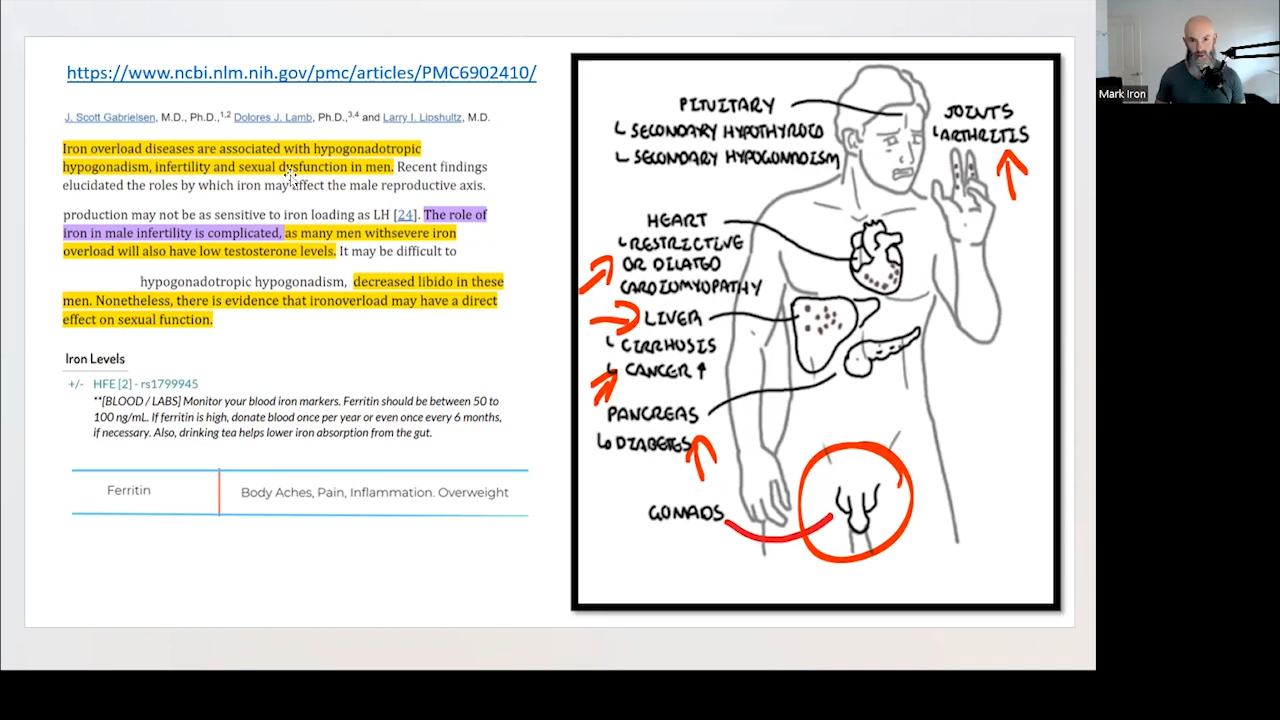 https://www.ncbi.nlm.nih.gov/pmc/articles/PMC6902410/
J. Scott Gabrielsen, M.D., Ph.D.,1,2 Dolores J. Lamb, Ph.D.,3,4 and Larry I. Lipshultz, M.D.
Iron overload diseases are associated with hypogonadotropic
hypogonadism, infertility and sexual dysfunction in men. Recent findings
elucidated the roles by which iron may affect the male reproductive axis.
production may not be as sensitive to iron loading as LH [24]. The role of
iron in male infertility is complicated, as many men withsevere iron
overload will also have low testosterone levels. It may be difficult to
hypogonadotropic hypogonadism, decreased libido in these
men. Nonetheless, there is evidence that ironoverload may have a direct
effect on sexual function.
Iron Levels
+/- HFE [2] - rs1799945
**[BLOOD / LABS] Monitor your blood iron markers. Ferritin should be between 50 to
100 ng/mL. If ferritin is high, donate blood once per year or even once every 6 months,
if necessary. Also, drinking tea helps lower iron absorption from the gut.
Ferritin
Body Aches, Pain, Inflammation. Overweight
PITUITARY
SECONDARY HYPOTHYROID
SECONDARY HYPOGONADISM
JOINTS
ARTHRITIS
HEART
RESTRICTIVE
OR DILATED
CARDIOMYOPATHY
LIVER
CIRRHOSIS
CANCER ↑
PANCREAS
DIABETES
GONADS
Mark Iron